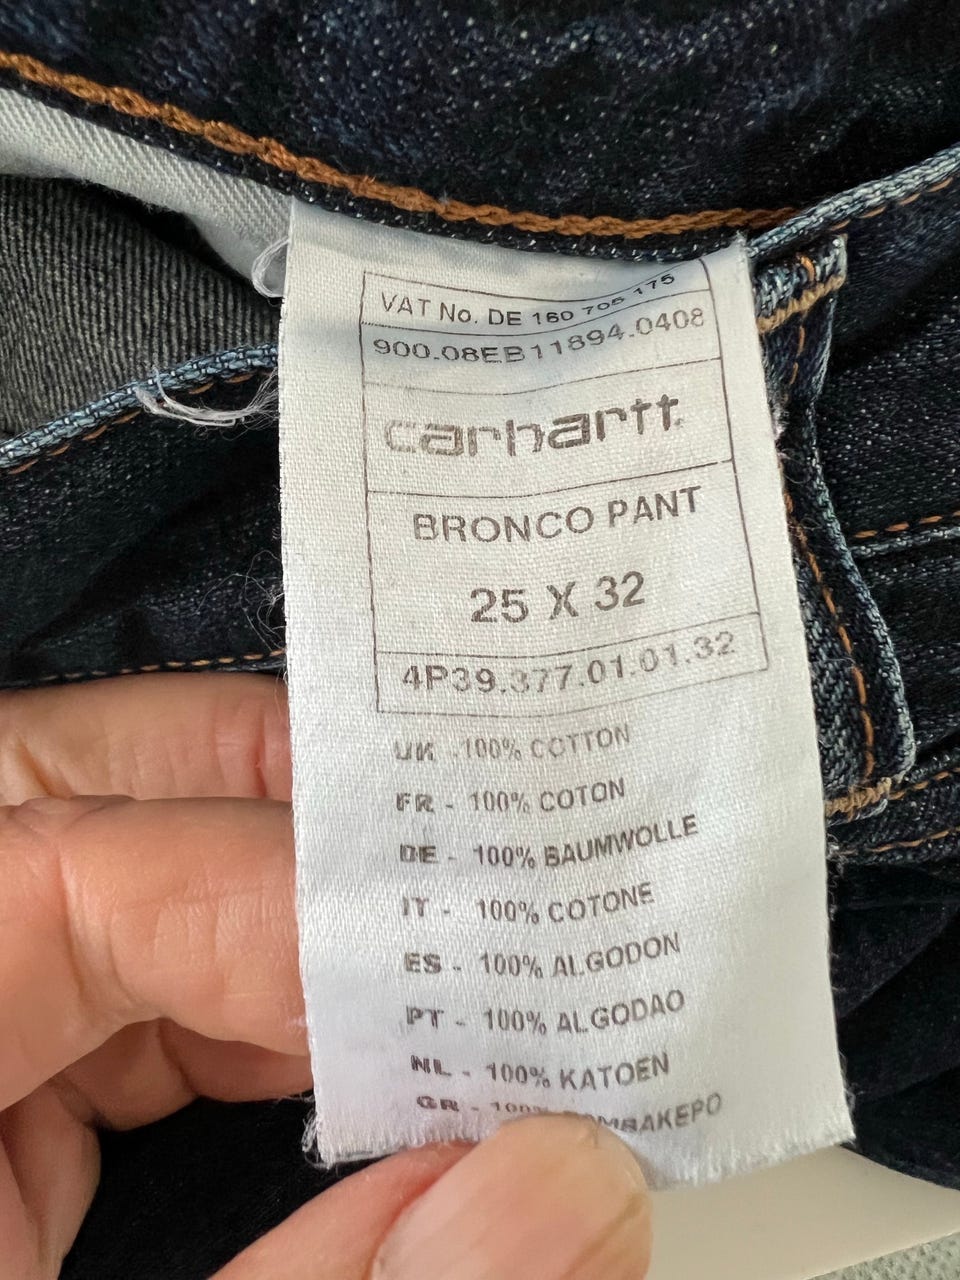 VAT No. DE 160 705 175
900.08EB11894.0408
carhartt
BRONCO PANT
25 X 32
4P39.377.01.01.32
UK - 100% COTTON
FR - 100% COTON
DE - 100% BAUMWOLLE
IT - 100% COTONE
ES - 100% ALGODON
PT - 100% ALGODAO
NL - 100% KATOEN
GR - 100%